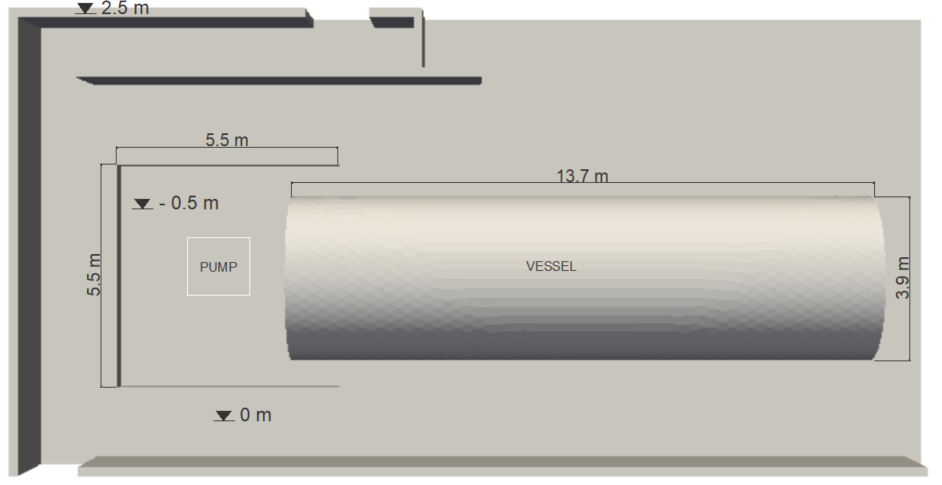 2.5 m
5.5 m
13.7 m
- 0.5 m
PUMP
VESSEL
5.5 m
3.9 m
0 m